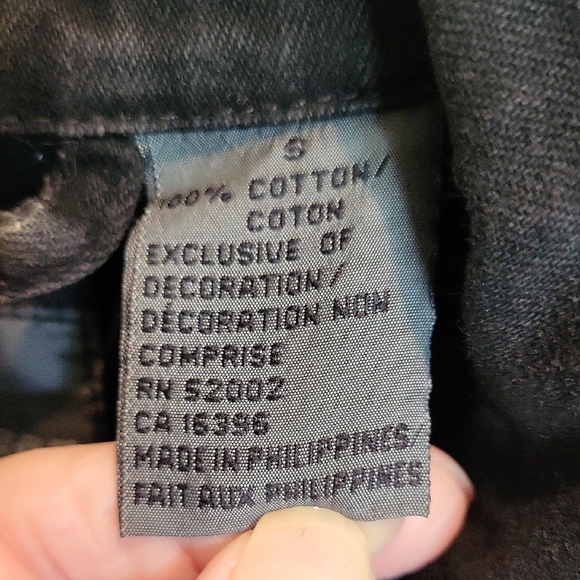 S
100% COTTON/
COTON
EXCLUSIVE OF
DECORATION/
DÉCORATION NON
COMPRISE
RN 52002
CA 16396
MADE IN PHILIPPINES/
FAIT AUX PHILIPPINES